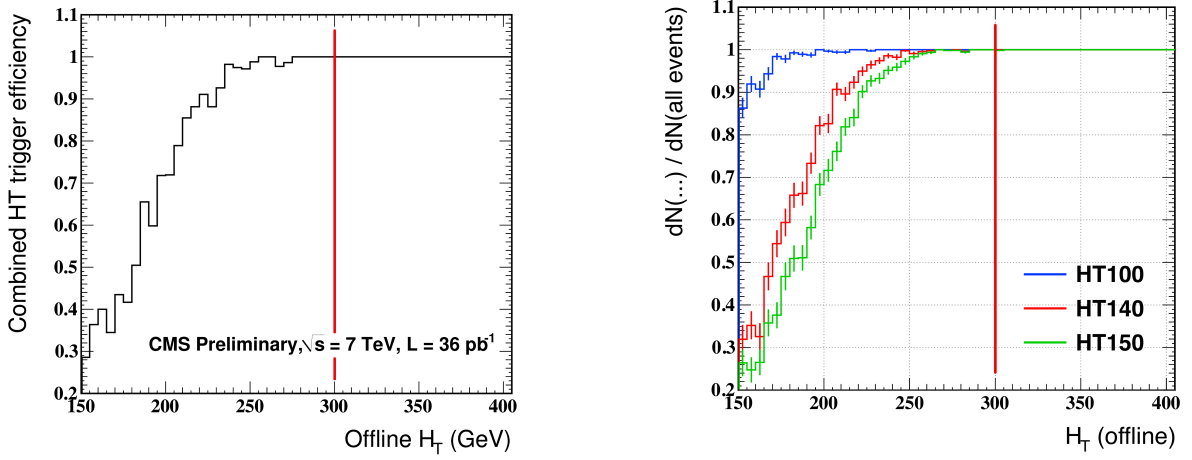 Combined HT trigger efficiency
1.1
1
0.9
0.8
0.7
0.6
0.5
0.4
0.3
0.2
CMS Preliminary,√s = 7 TeV, L = 36 pb-1
150 200 250 300 350 400
Offline HT (GeV)
dN(...) / dN(all events)
1.1
1
0.9
0.8
0.7
0.6
0.5
0.4
0.3
0.2
HT100
HT140
HT150
150 200 250 300 350 400
HT (offline)